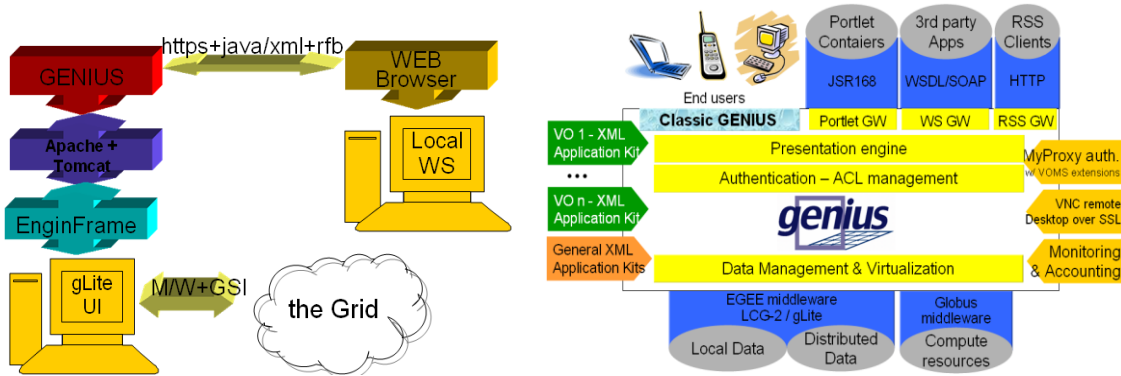 https+java/xml+rfb
GENIUS
WEB
Browser
Apache +
Tomcat
Local
WS
EnginFrame
gLite
UI
M/W+GSI
the Grid
Portlet
Contaiers
3rd party
Apps
RSS
Clients
JSR168
WSDL/SOAP
HTTP
End users
Classic GENIUS
Portlet GW
WS GW
RSS GW
VO 1 - XML
Application Kit
Presentation engine
MyProxy auth.
w/ VOMS extensions
...
Authentication – ACL management
VO n - XML
Application Kit
genius
VNC remote
Desktop over SSL
General XML
Application Kits
Data Management & Virtualization
Monitoring
& Accounting
EGEE middleware
LCG-2 / gLite
Globus
middleware
Local Data
Distributed
Data
Compute
resources